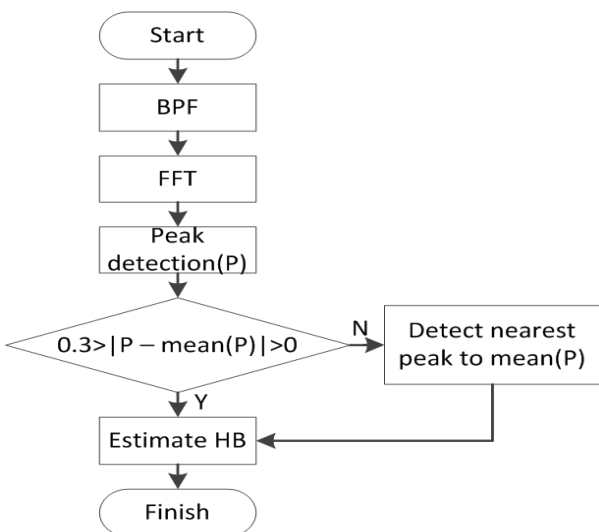 Start
BPF
FFT
Peak
detection(P)
0.3>|P – mean(P)|>0
N
Detect nearest
peak to mean(P)
Y
Estimate HB
Finish